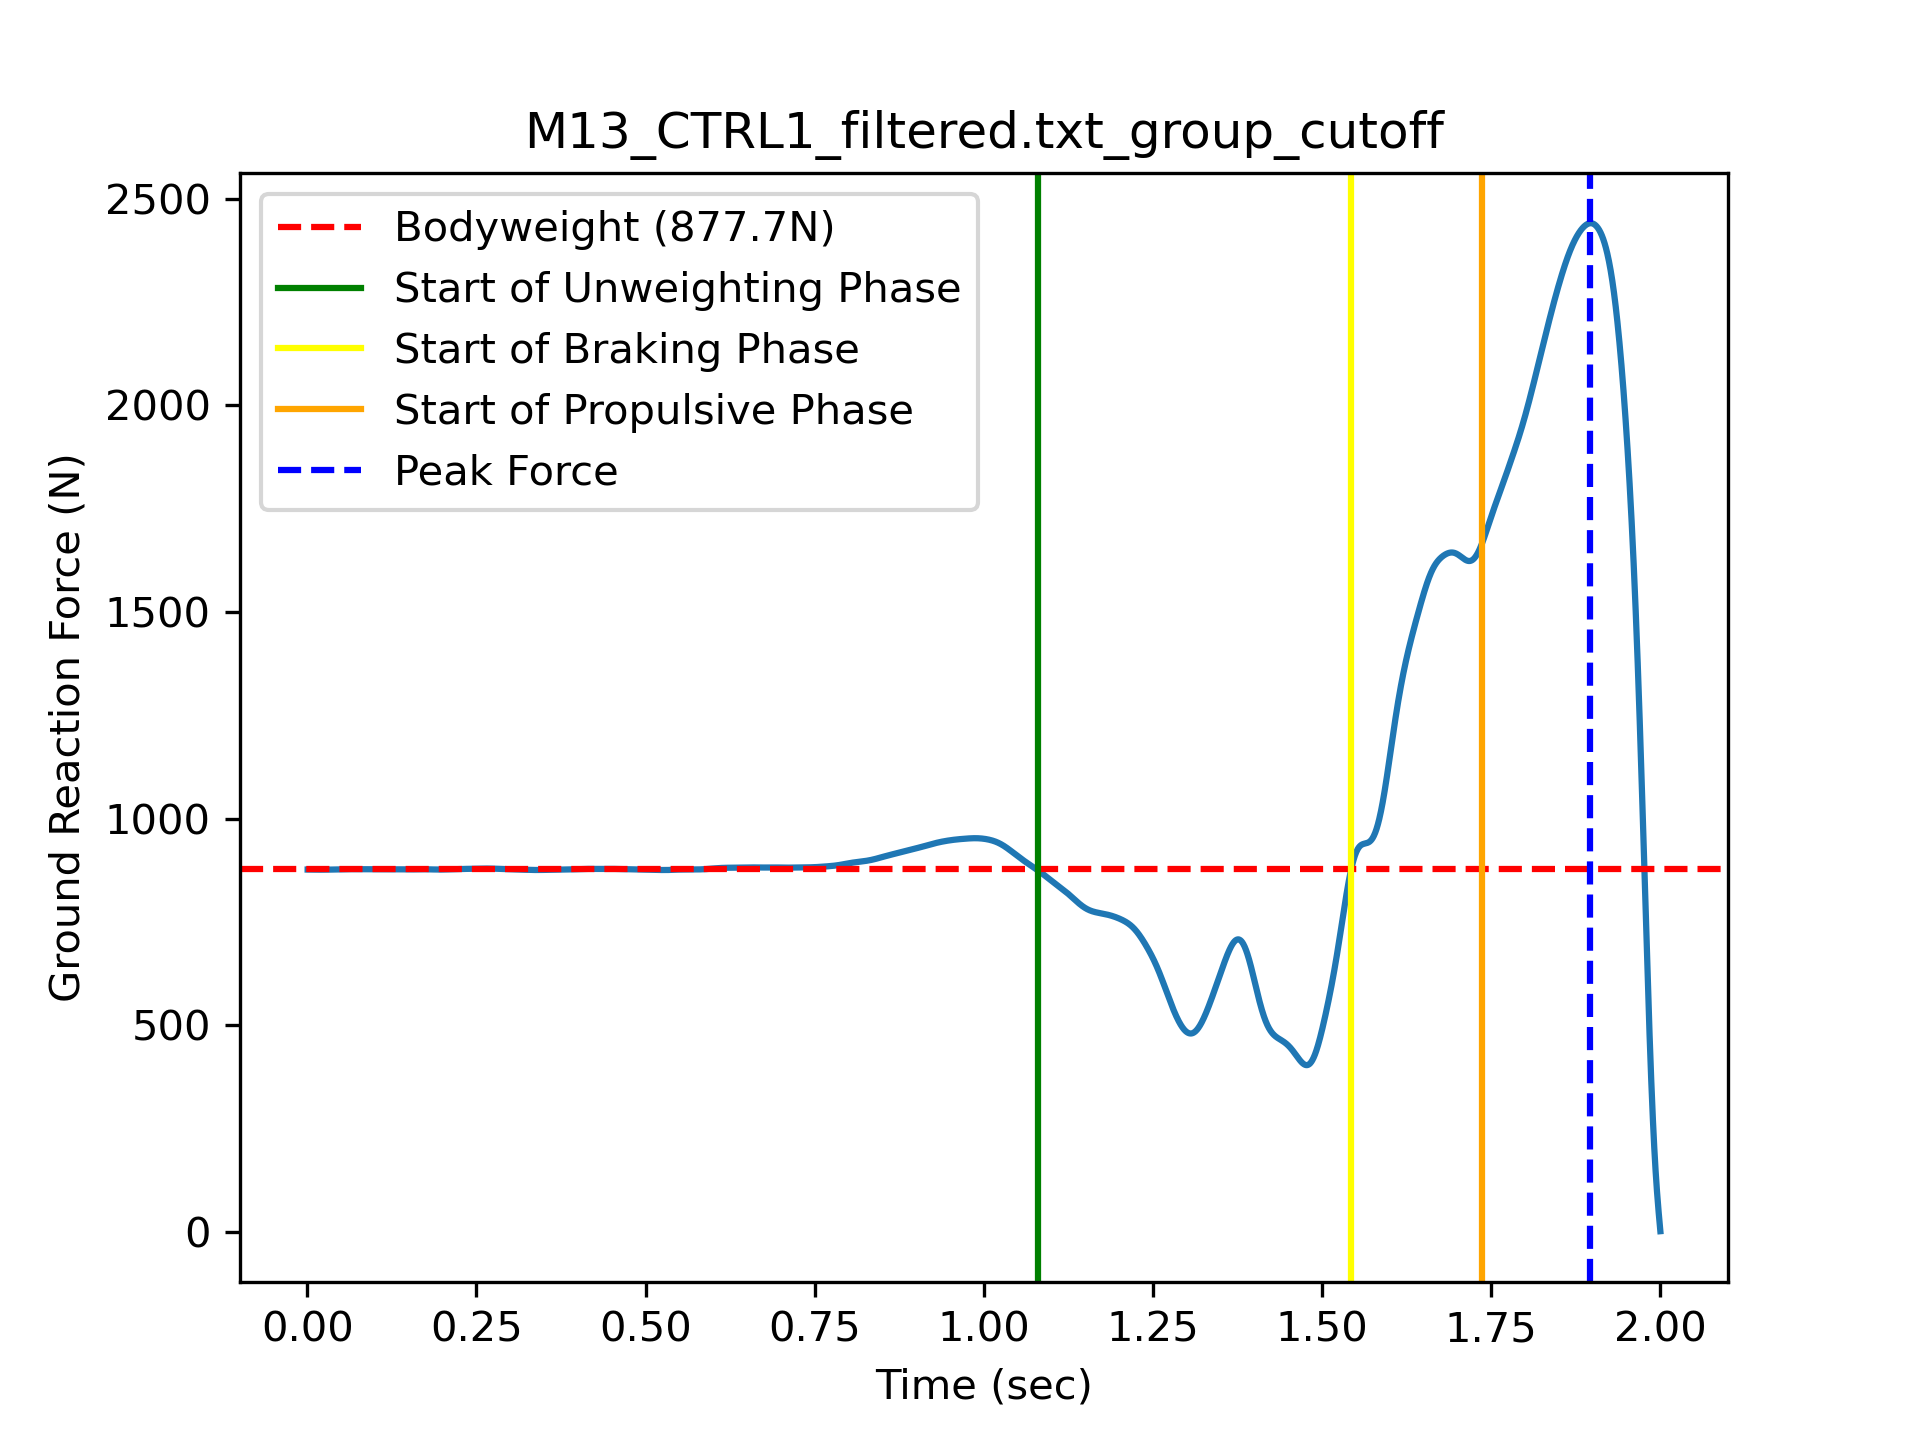 M13_CTRL1_filtered.txt_group_cutoff
2500
2000
1500
1000
500
0
Ground Reaction Force (N)
Bodyweight (877.7N)
Start of Unweighting Phase
Start of Braking Phase
Start of Propulsive Phase
Peak Force
0.00 0.25 0.50 0.75 1.00 1.25 1.50 1.75 2.00
Time (sec)